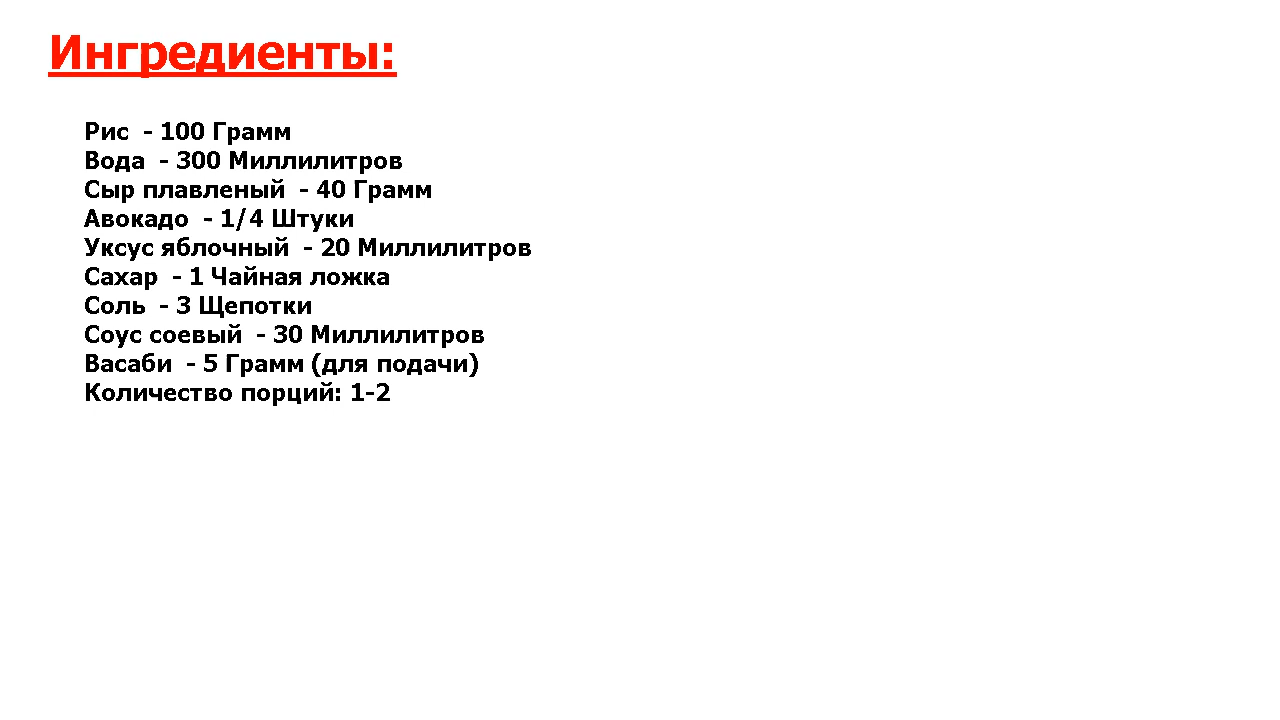 Ингредиенты:
Рис  - 100 Грамм
Вода  - 300 Миллилитров
Сыр плавленый  - 40 Грамм
Авокадо  - 1/4 Штуки
Уксус яблочный  - 20 Миллилитров
Сахар  - 1 Чайная ложка
Соль  - 3 Щепотки
Соус соевый  - 30 Миллилитров
Васаби  - 5 Грамм (для подачи)
Количество порций: 1-2